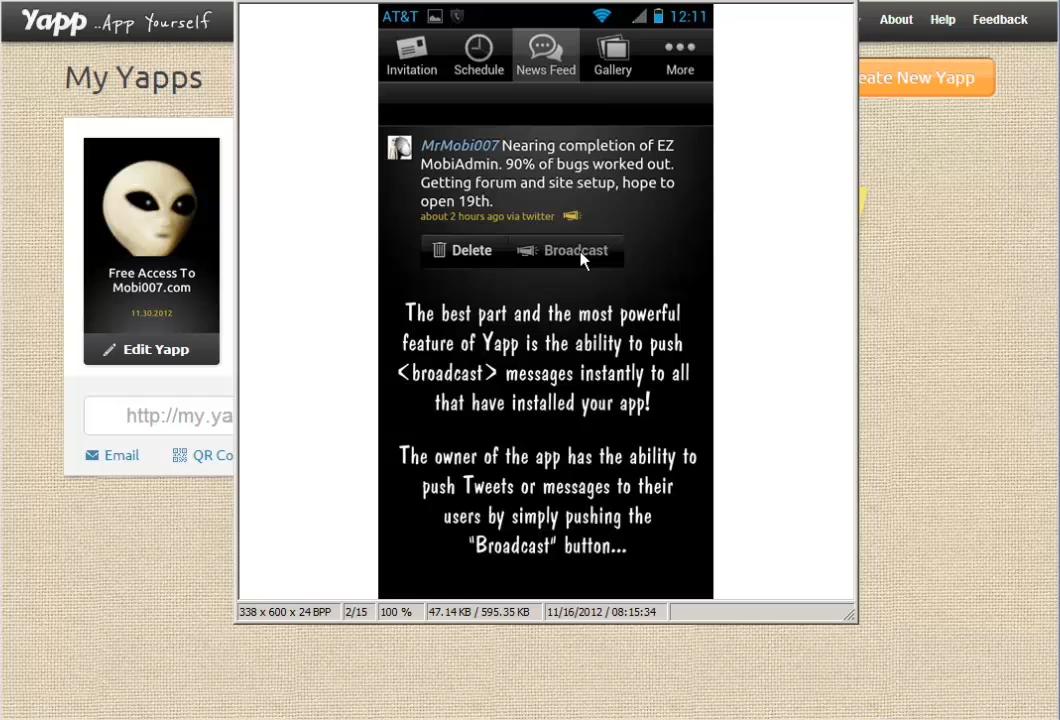 Yapp ..App Yourself
About Help Feedback
My Yapps
eate New Yapp
Free Access To
Mobi007.com
11.30.2012
Edit Yapp
http://my.ya
Email QR Co
AT&T 12:11
Invitation Schedule News Feed Gallery More
MrMobi007 Nearing completion of EZ
MobiAdmin. 90% of bugs worked out.
Getting forum and site setup, hope to
open 19th.
about 2 hours ago via twitter
Delete Broadcast
The best part and the most powerful
feature of Yapp is the ability to push
<broadcast> messages instantly to all
that have installed your app!
The owner of the app has the ability to
push Tweets or messages to their
users by simply pushing the
"Broadcast" button...
338 x 600 x 24 BPP 2/15 100 % 47.14 KB / 595.35 KB 11/16/2012 / 08:15:34